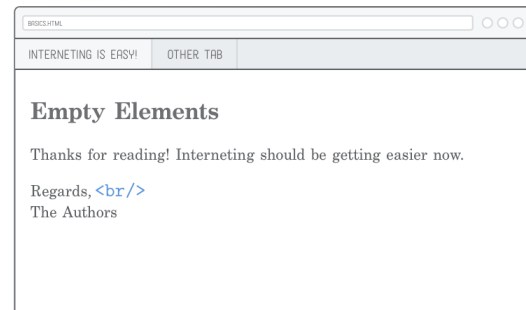 BASICS.HTML
INTERNETING IS EASY! OTHER TAB
Empty Elements
Thanks for reading! Interneting should be getting easier now.
Regards, <br/>
The Authors